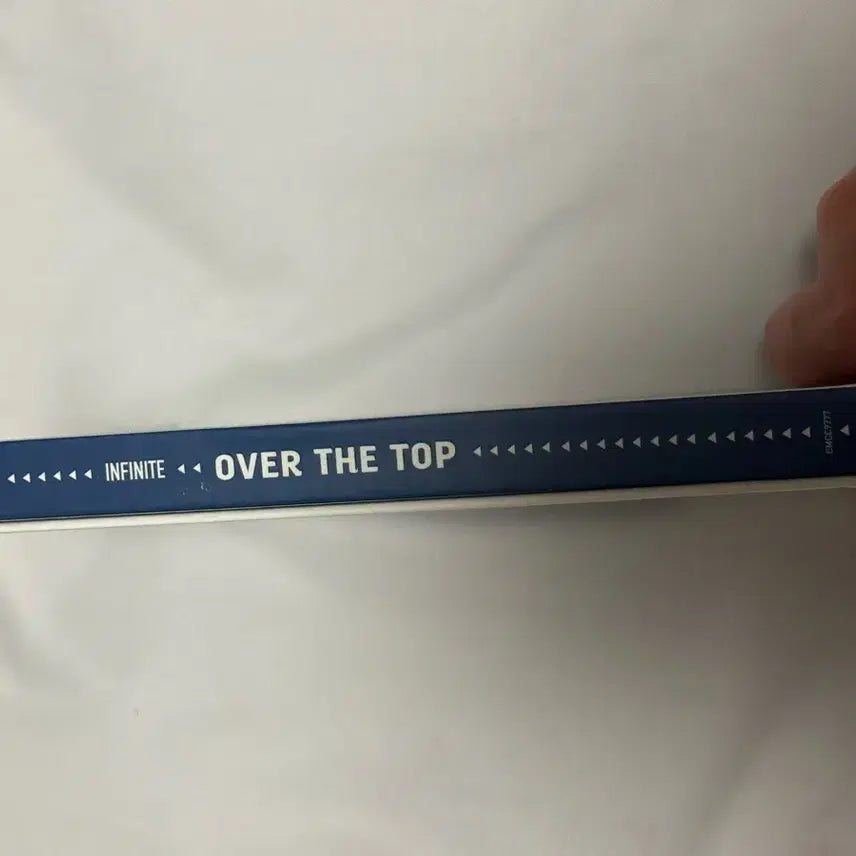 INFINITE OVER THE TOP